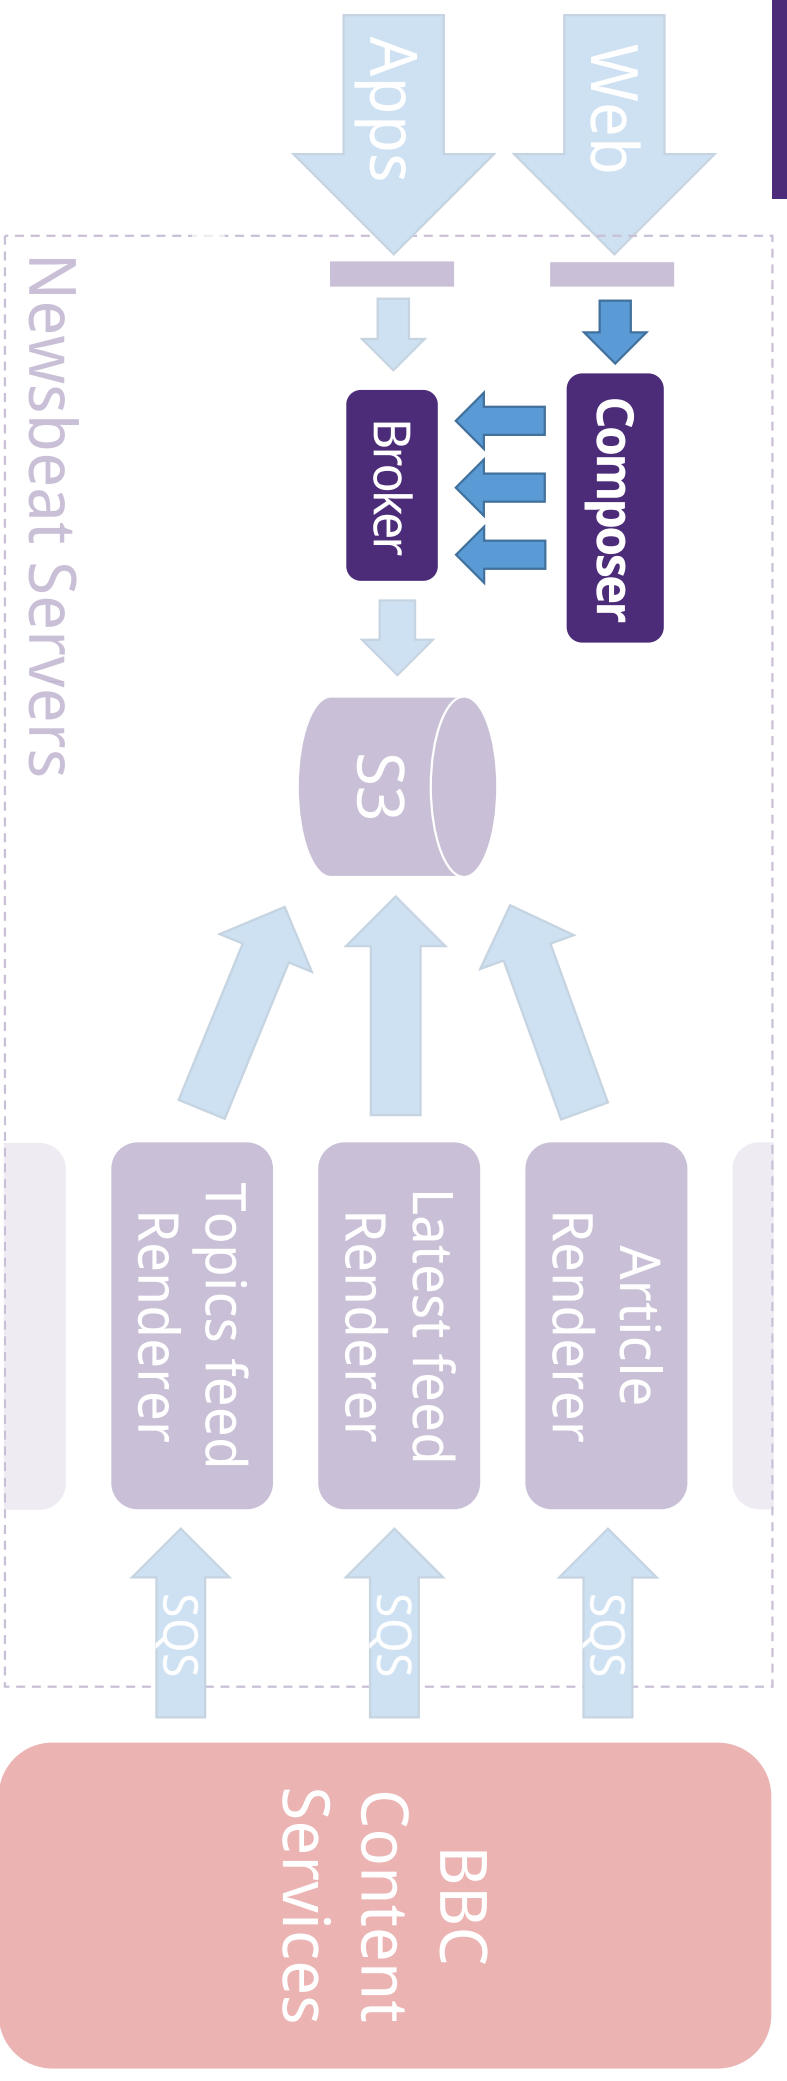 Web
Apps
Composer
Broker
S3
Article
Renderer
Latest feed
Renderer
Topics feed
Renderer
SQS
SQS
SQS
BBC
Content
Services
Newsbeat Servers